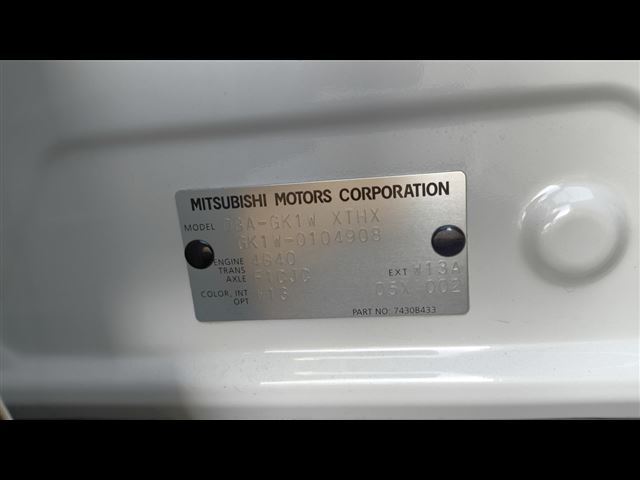 MITSUBISHI MOTORS CORPORATION
MODEL 3BA-GK1W XTHX
GK1W-0104908
ENGINE 4B40
TRANS AXLE F1CJC EXT W13A
COLOR, INT OPT 05X 002
PART NO. 7430B433